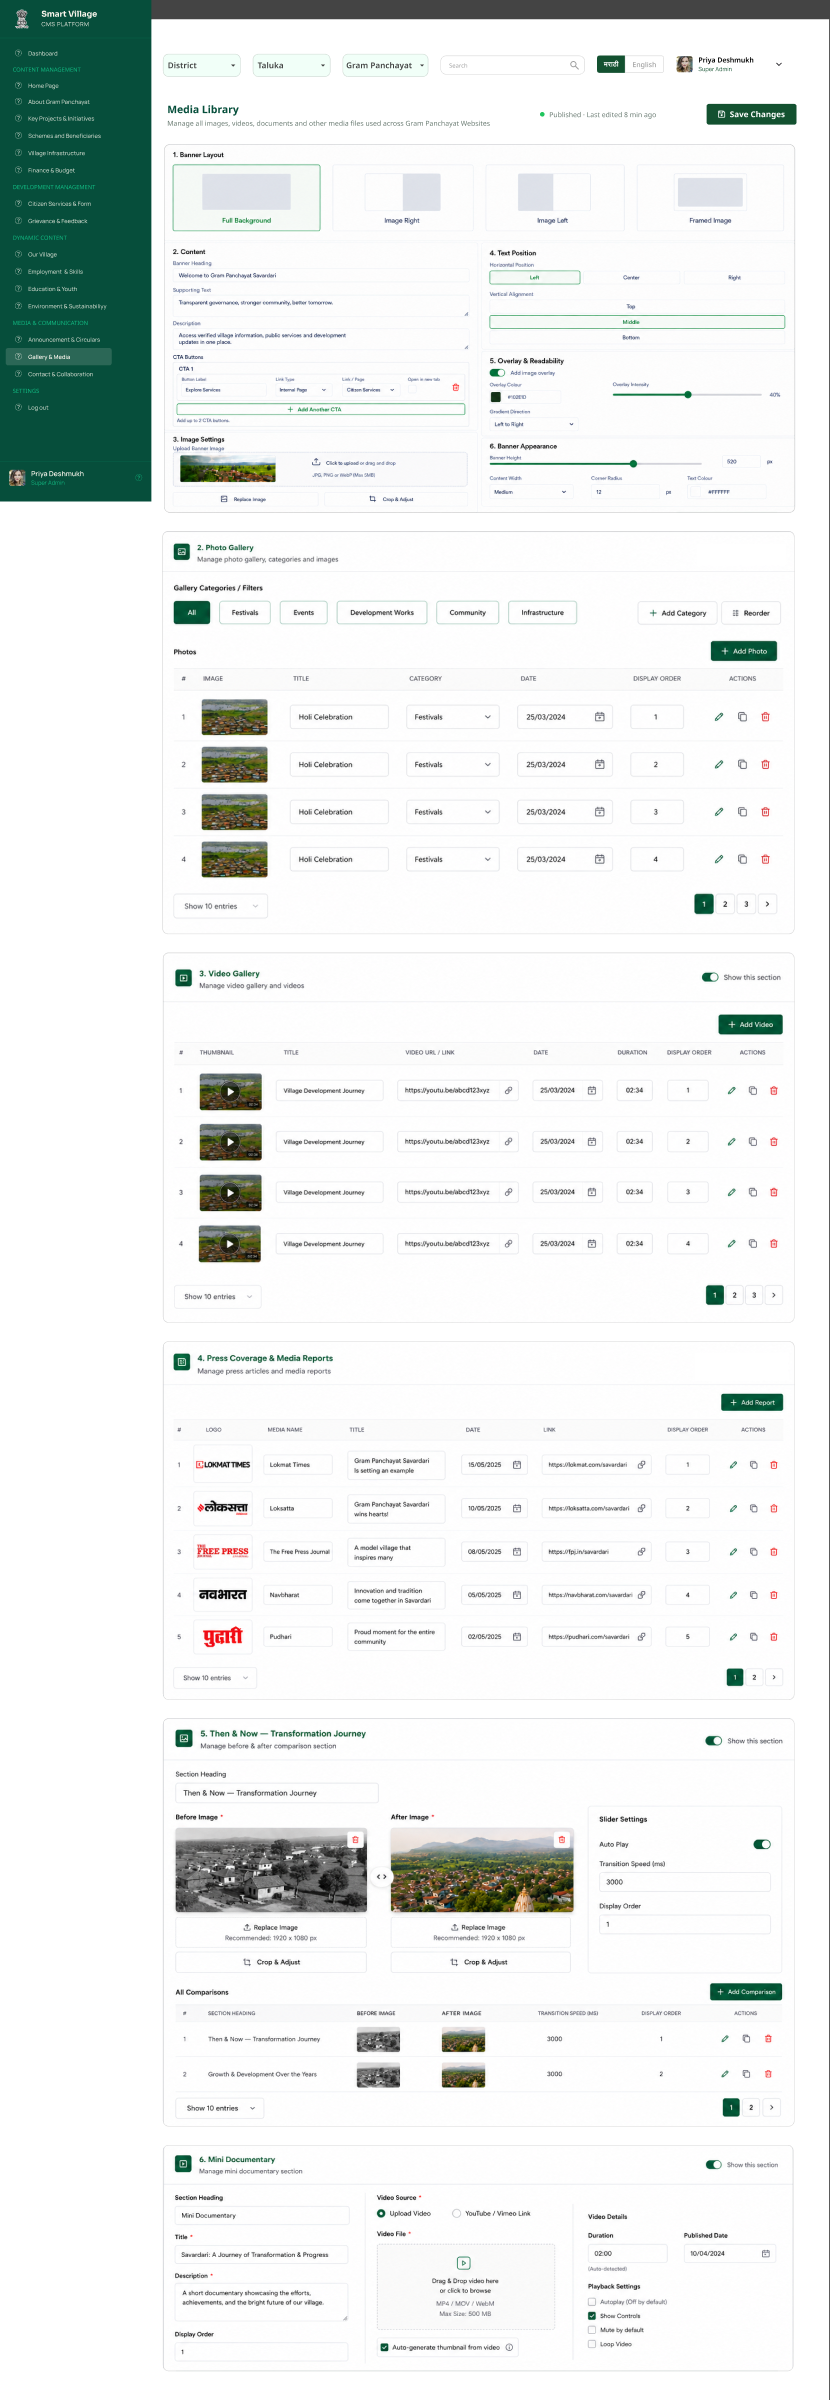 Smart Village
CMS PLATFORM
Dashboard
CONTENT MANAGEMENT
Home Page
About Gram Panchayat
Key Projects & Initiatives
Schemes and Beneficiaries
Village Infrastructure
Finance & Budget
DEVELOPMENT MANAGEMENT
Citizen Services & Form
Grievance & Feedback
DYNAMIC CONTENT
Our Village
Employment & Skills
Education & Youth
Environment & Sustainabiliyy
MEDIA & COMMUNICATION
Announcement & Circulars
Gallery & Media
Contact & Collaboration
SETTINGS
Log out
Priya Deshmukh
Super Admin
District
Taluka
Gram Panchayat
Search
मराठी
English
Priya Deshmukh
Super Admin
Media Library
Manage all images, videos, documents and other media files used across Gram Panchayat Websites
Published · Last edited 8 min ago
Save Changes
1. Banner Layout
Full Background
Image Right
Image Left
Framed Image
2. Content
Banner Heading
Welcome to Gram Panchayat Savardari
Supporting Text
Transparent governance, stronger community, better tomorrow.
Description
Access verified village information, public services and development
updates in one place.
CTA Buttons
CTA 1
Button Label
Link Type
Link / Page
Open in new tab
Explore Services
Internal Page
Citizen Services
+ Add Another CTA
Add up to 2 CTA buttons.
3. Image Settings
Upload Banner image
Click to upload or drag and drop
JPG, PNG or WebP (Max 5MB)
Replace image
Crop & Adjust
4. Text Position
Horizontal Position
Left
Center
Right
Vertical Alignment
Top
Middle
Bottom
5. Overlay & Readability
Add image overlay
Overlay Colour
Overlay Intensity
40%
Gradient Direction
Left to Right
6. Banner Appearance
Banner Height
520
px
Content Width
Corner Radius
Text Colour
Medium
12
px
#FFFFFF
2. Photo Gallery
Manage photo gallery, categories and images
Gallery Categories / Filters
All
Festivals
Events
Development Works
Community
Infrastructure
+ Add Category
Reorder
Photos
+ Add Photo
# IMAGE TITLE CATEGORY DATE DISPLAY ORDER ACTIONS
1 Holi Celebration Festivals 25/03/2024 1
2 Holi Celebration Festivals 25/03/2024 2
3 Holi Celebration Festivals 25/03/2024 3
4 Holi Celebration Festivals 25/03/2024 4
Show 10 entries
1 2 3 >
3. Video Gallery
Manage video gallery and videos
Show this section
+ Add Video
# THUMBNAIL TITLE VIDEO URL / LINK DATE DURATION DISPLAY ORDER ACTIONS
1 Village Development Journey https://youtu.be/abcd123xyz 25/03/2024 02:34 1
2 Village Development Journey https://youtu.be/abcd123xyz 25/03/2024 02:34 2
3 Village Development Journey https://youtu.be/abcd123xyz 25/03/2024 02:34 3
4 Village Development Journey https://youtu.be/abcd123xyz 25/03/2024 02:34 4
Show 10 entries
1 2 3 >
4. Press Coverage & Media Reports
Manage press articles and media reports
+ Add Report
# LOGO MEDIA NAME TITLE DATE LINK DISPLAY ORDER ACTIONS
1 LOKMAT TIMES Lokmat Times Gram Panchayat Savardari
Is setting an example 15/05/2025 https://lokmat.com/savardari 1
2 लोकसत्ता Loksatta Gram Panchayat Savardari
wins hearts! 10/05/2025 https://loksatta.com/savardari 2
3 THE FREE PRESS The Free Press Journal A model village that
inspires many 08/05/2025 https://fpj.in/savardari 3
4 नवभारत Navbharat Innovation and tradition
come together in Savardari 05/05/2025 https://navbharat.com/savardari 4
5 पुढारी Pudhari Proud moment for the entire
community 02/05/2025 https://pudhari.com/savardari 5
Show 10 entries
1 2 >
5. Then & Now — Transformation Journey
Manage before & after comparison section
Show this section
Section Heading
Then & Now — Transformation Journey
Before Image *
After Image *
Replace Image
Recommended: 1920 x 1080 px
Crop & Adjust
Replace Image
Recommended: 1920 x 1080 px
Crop & Adjust
Slider Settings
Auto Play
Transition Speed (ms)
3000
Display Order
1
All Comparisons
+ Add Comparison
# SECTION HEADING BEFORE IMAGE AFTER IMAGE TRANSITION SPEED (MS) DISPLAY ORDER ACTIONS
1 Then & Now — Transformation Journey 3000 1
2 Growth & Development Over the Years 3000 2
Show 10 entries
1 2 >
6. Mini Documentary
Manage mini documentary section
Show this section
Section Heading
Mini Documentary
Title *
Savardari: A Journey of Transformation & Progress
Description *
A short documentary showcasing the efforts,
achievements, and the bright future of our village.
Display Order
1
Video Source *
Upload Video
YouTube / Vimeo Link
Video File *
Drag & Drop video here
or click to browse
MP4 / MOV / WebM
Max Size: 500 MB
Auto-generate thumbnail from video
Video Details
Duration
Published Date
02:00
10/04/2024
(Auto-detected)
Playback Settings
Autoplay (Off by default)
Show Controls
Mute by default
Loop Video